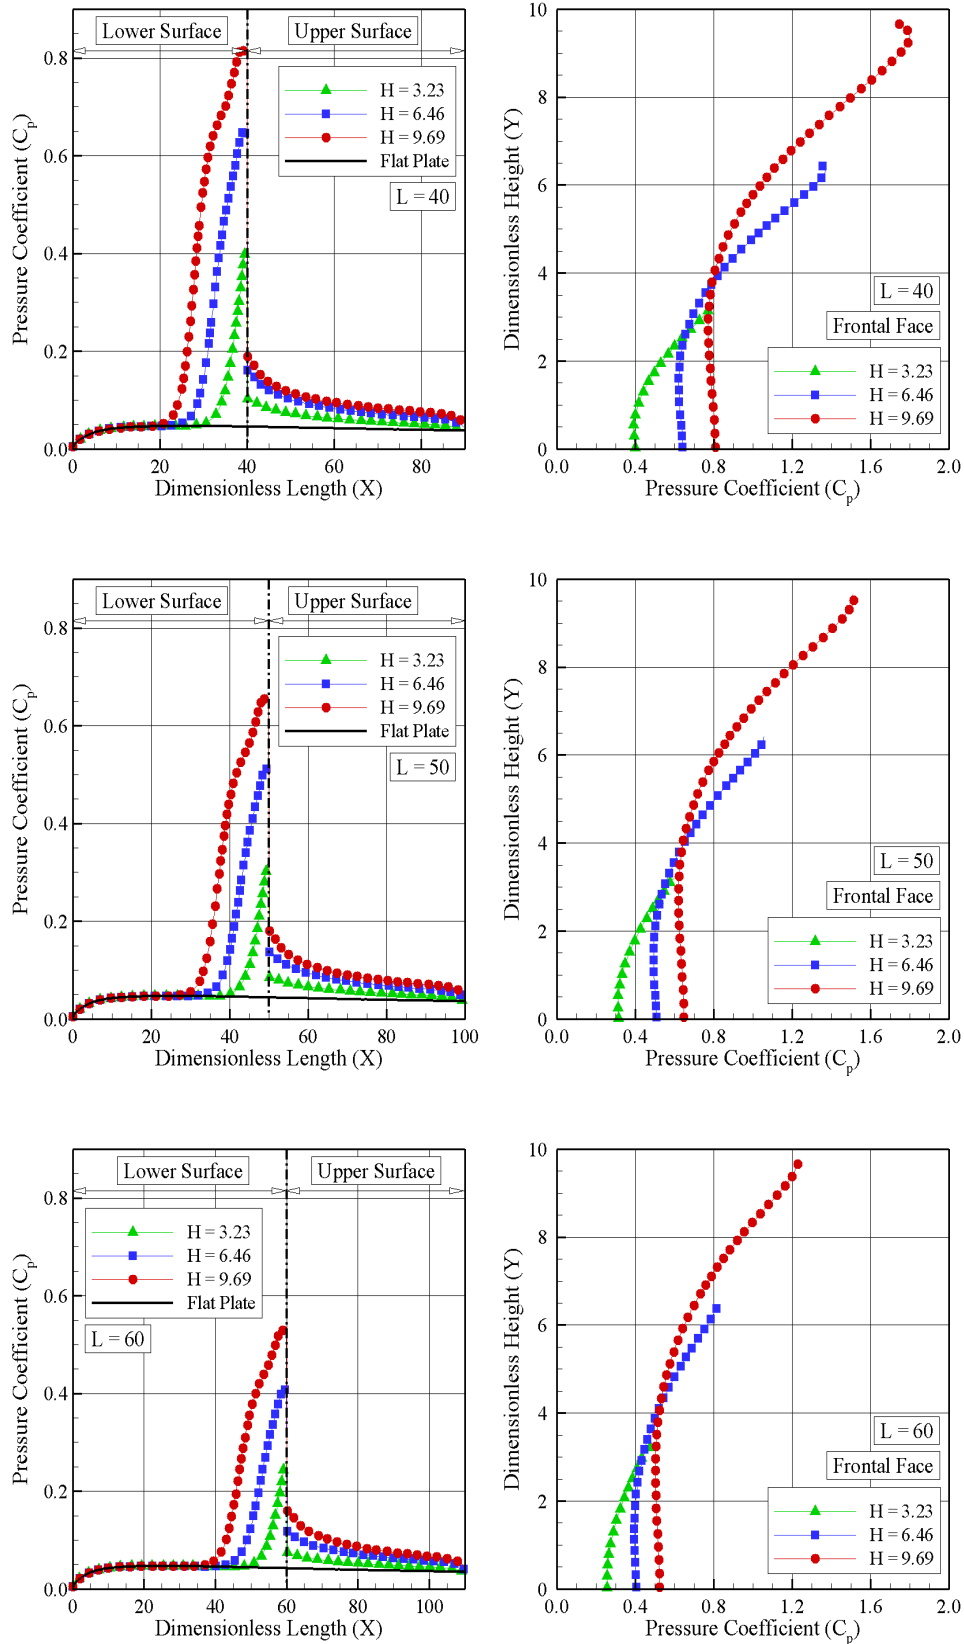 Lower Surface
Upper Surface
H = 3.23
H = 6.46
H = 9.69
Flat Plate
L = 40
Pressure Coefficient (Cp)
0.8
0.6
0.4
0.2
0.0
0 20 40 60 80
Dimensionless Length (X)
Dimensionless Height (Y)
10
8
6
4
2
0
L = 40
Frontal Face
H = 3.23
H = 6.46
H = 9.69
0.0 0.4 0.8 1.2 1.6 2.0
Pressure Coefficient (Cp)
Lower Surface
Upper Surface
H = 3.23
H = 6.46
H = 9.69
Flat Plate
L = 50
Pressure Coefficient (Cp)
0.8
0.6
0.4
0.2
0.0
0 20 40 60 80 100
Dimensionless Length (X)
Dimensionless Height (Y)
10
8
6
4
2
0
L = 50
Frontal Face
H = 3.23
H = 6.46
H = 9.69
0.0 0.4 0.8 1.2 1.6 2.0
Pressure Coefficient (Cp)
Lower Surface
Upper Surface
H = 3.23
H = 6.46
H = 9.69
Flat Plate
L = 60
Pressure Coefficient (Cp)
0.8
0.6
0.4
0.2
0.0
0 20 40 60 80 100
Dimensionless Length (X)
Dimensionless Height (Y)
10
8
6
4
2
0
L = 60
Frontal Face
H = 3.23
H = 6.46
H = 9.69
0.0 0.4 0.8 1.2 1.6 2.0
Pressure Coefficient (Cp)